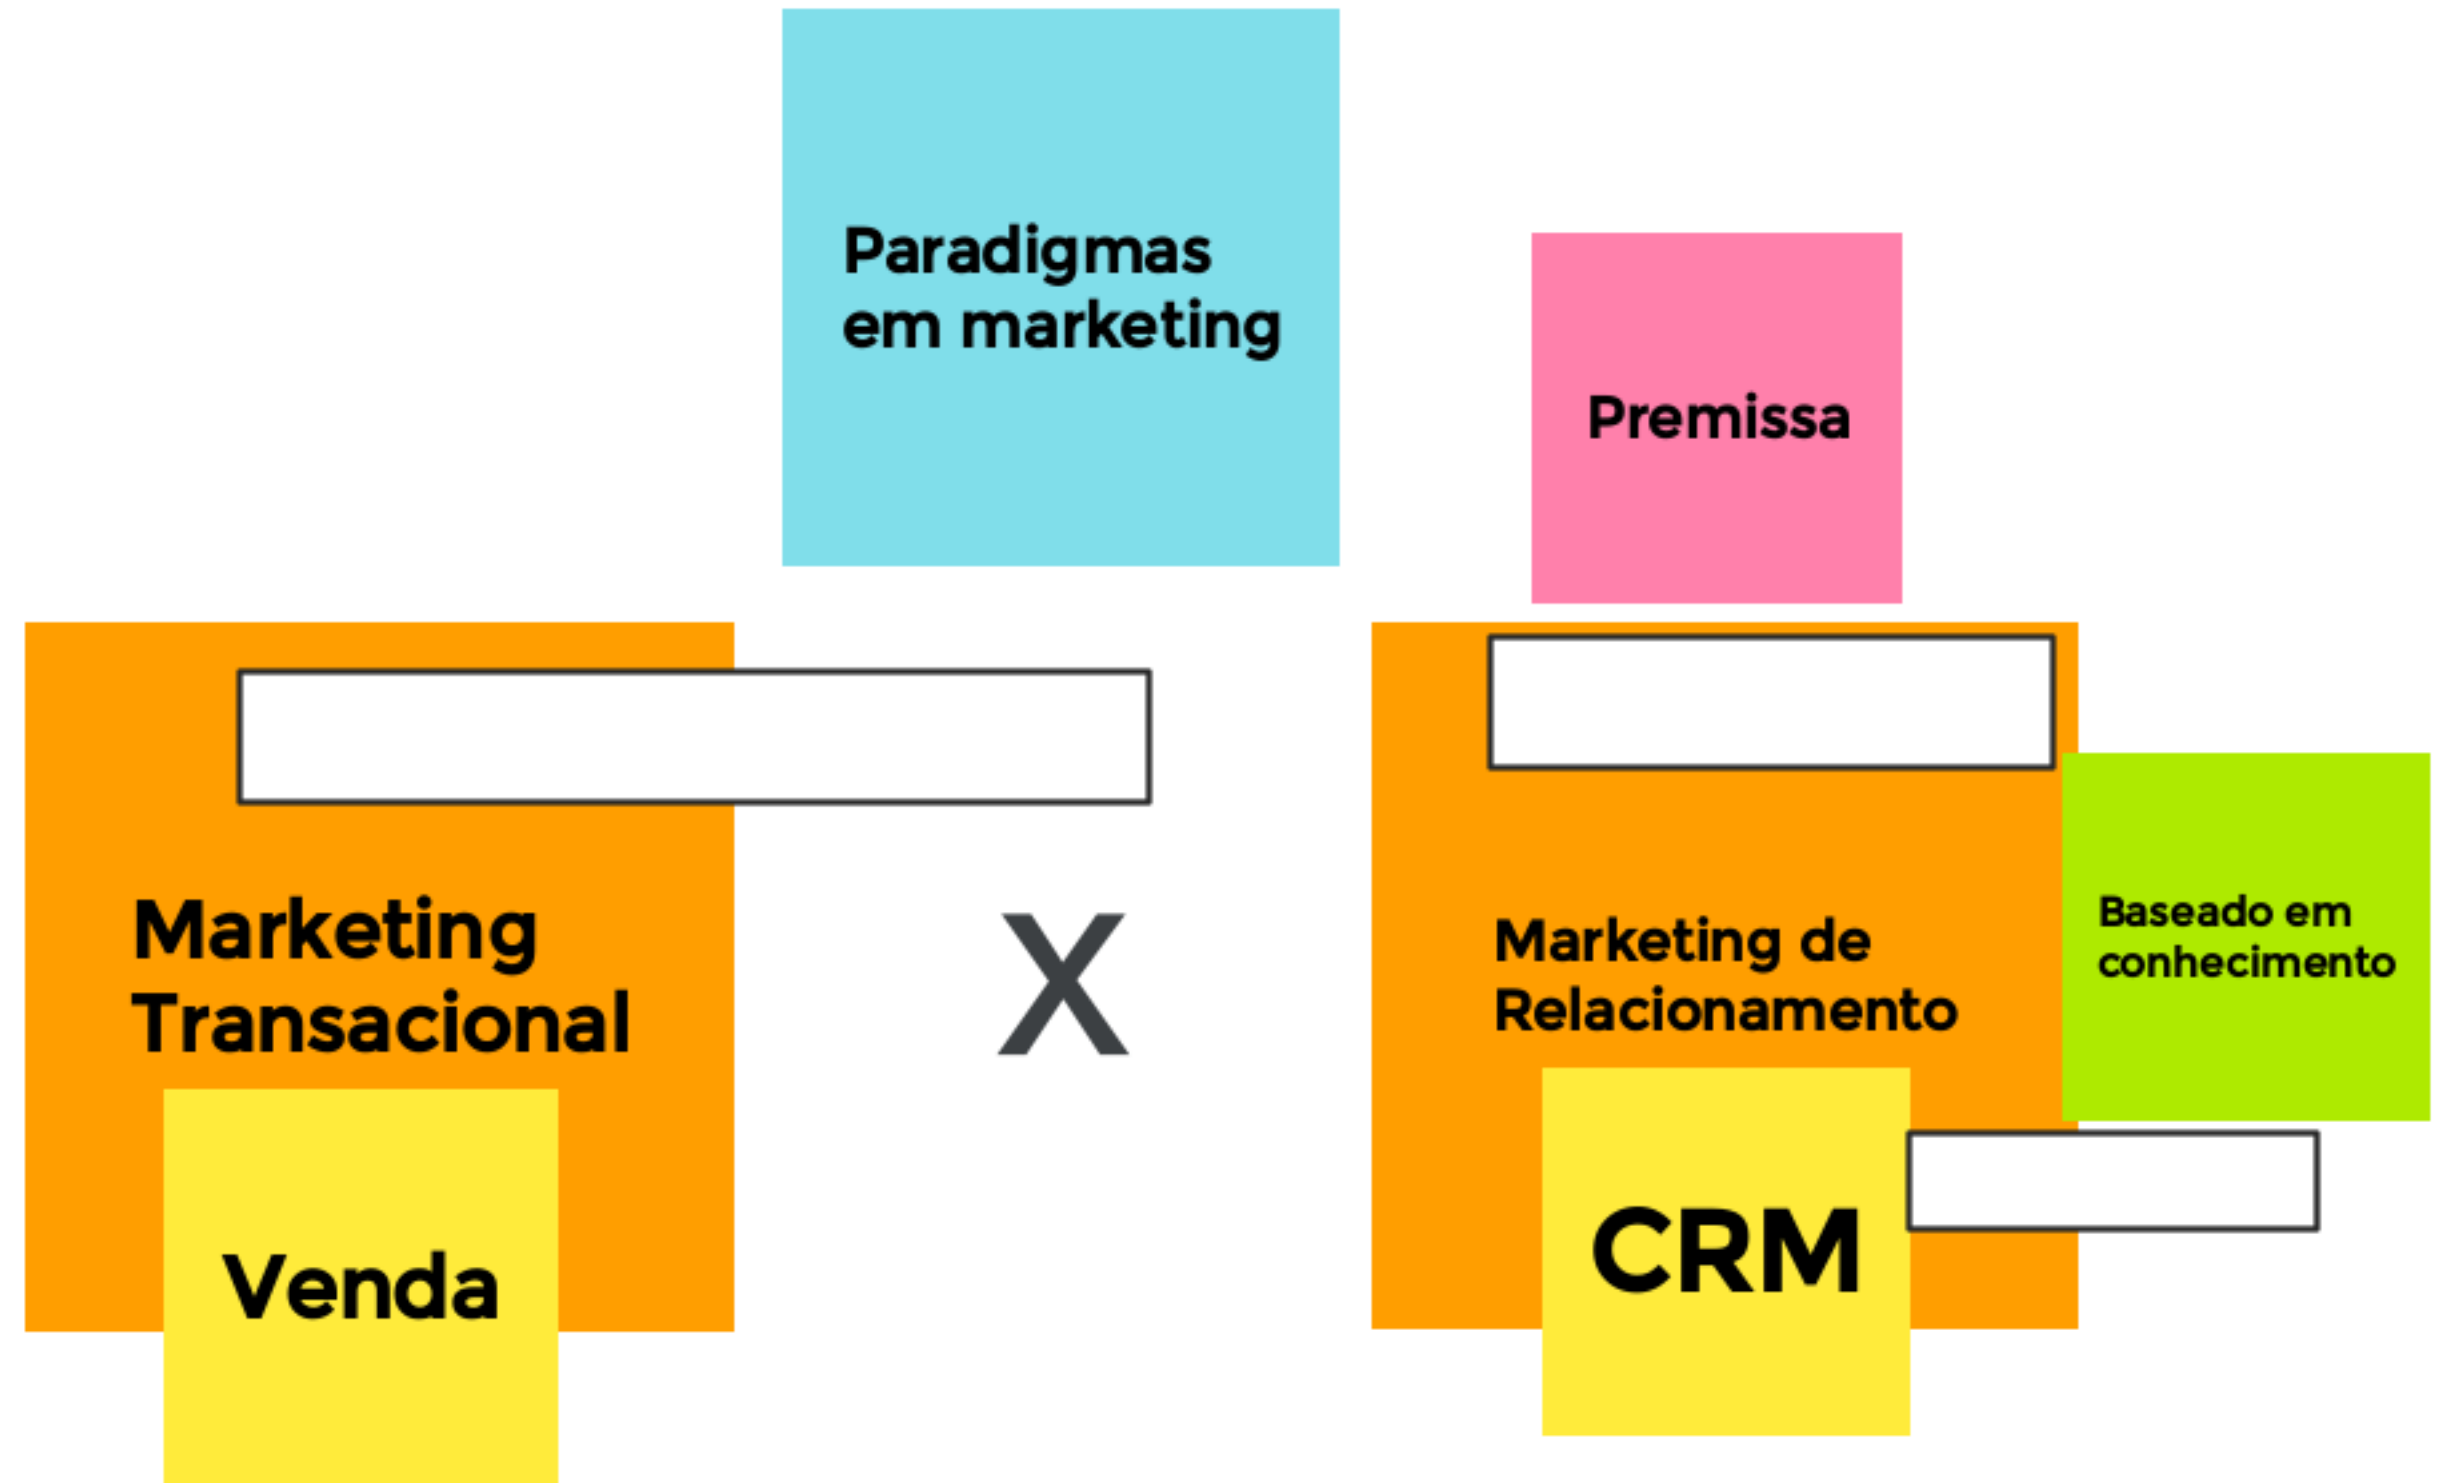 Paradigmas
em marketing
Premissa
Marketing
Transacional
X
Marketing de
Relacionamento
Baseado em
conhecimento
Venda
CRM